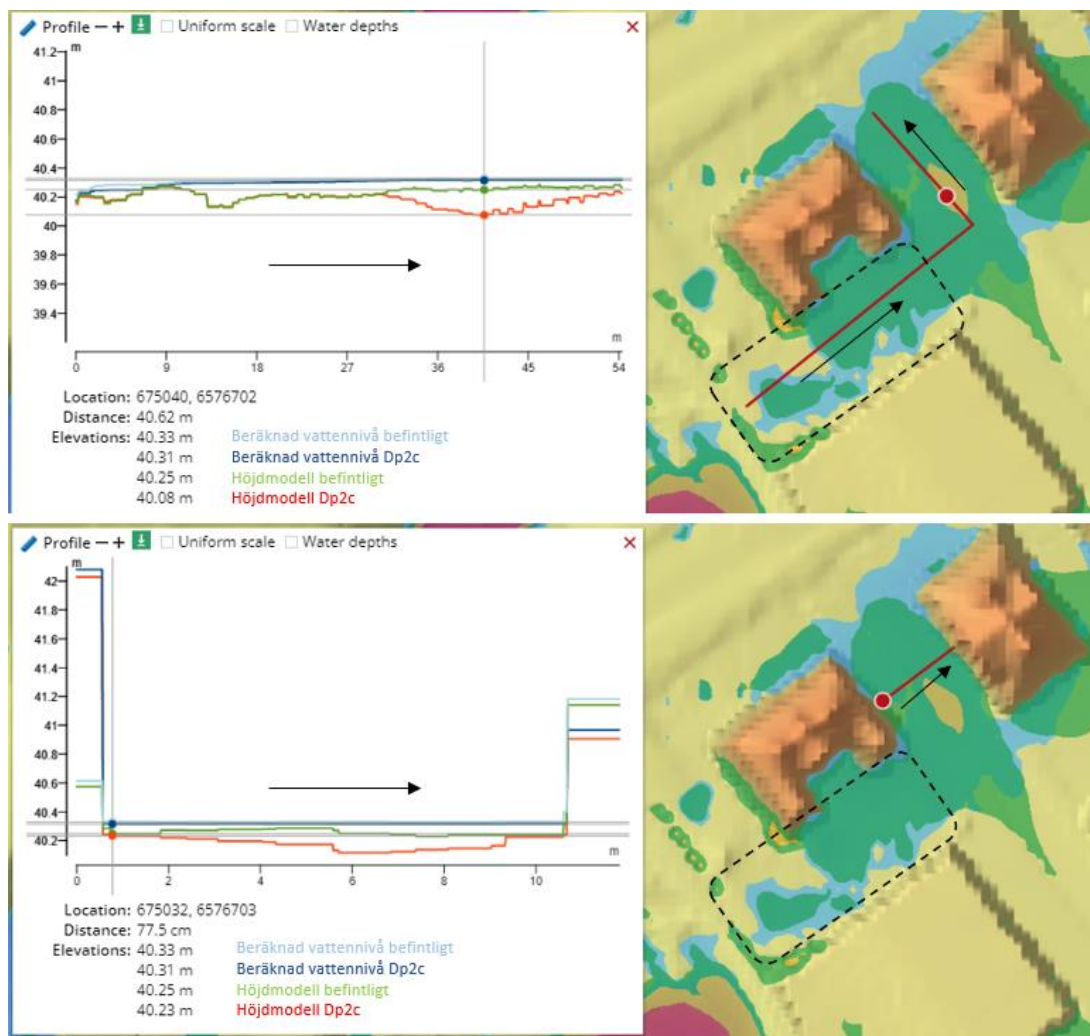 Profile − + Uniform scale Water depths ✕
m
41.2
41
40.8
40.6
40.4
40.2
40
39.8
39.6
39.4
m
0 9 18 27 36 45 54
Location: 675040, 6576702
Distance: 40.62 m
Elevations: 40.33 m Beräknad vattennivå befintligt
40.31 m Beräknad vattennivå Dp2c
40.25 m Höjdmodell befintligt
40.08 m Höjdmodell Dp2c
Profile − + Uniform scale Water depths ✕
m
42
41.8
41.6
41.4
41.2
41
40.8
40.6
40.4
40.2
m
0 2 4 6 8 10
Location: 675032, 6576703
Distance: 77.5 cm
Elevations: 40.33 m Beräknad vattennivå befintligt
40.31 m Beräknad vattennivå Dp2c
40.25 m Höjdmodell befintligt
40.23 m Höjdmodell Dp2c